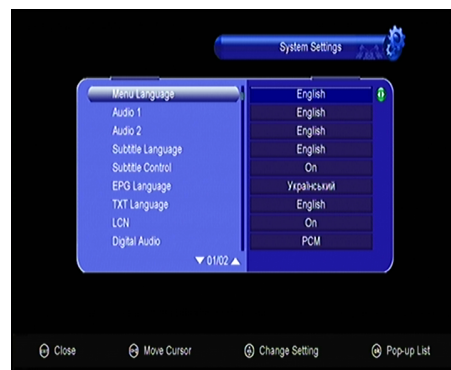 System Settings
Menu Language English
Audio 1 English
Audio 2 English
Subtitle Language English
Subtitle Control On
EPG Language Український
TXT Language English
LCN On
Digital Audio PCM
▼ 01/02 ▲
Close Move Cursor Change Setting Pop-up List